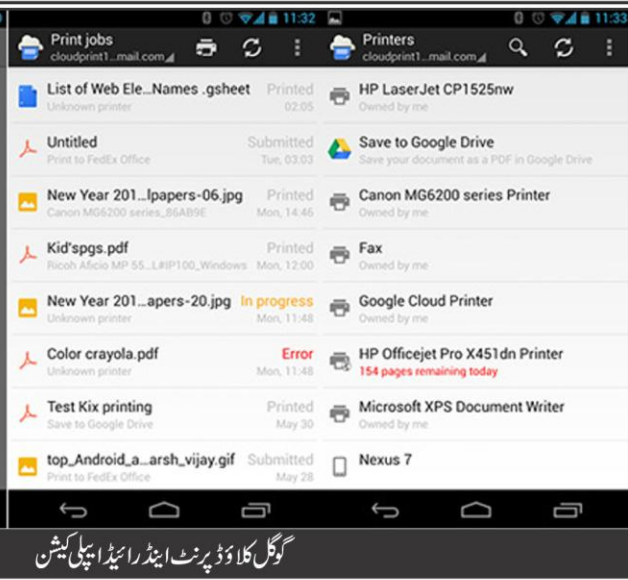 11:32
Print jobs
cloudprint1...mail.com
List of Web Ele...Names .gsheet Printed
Unknown printer 02:05
Untitled Submitted
Print to FedEx Office Tue, 03:03
New Year 201...lpapers-06.jpg Printed
Canon MG6200 series_86AB9E Mon, 14:46
Kid'spgs.pdf Printed
Ricoh Aficio MP 55...L#IP100_Windows Mon, 12:00
New Year 201...apers-20.jpg In progress
Unknown printer Mon, 11:48
Color crayola.pdf Error
Unknown printer Mon, 11:48
Test Kix printing Printed
Save to Google Drive May 30
top_Android_a...arsh_vijay.gif Submitted
Print to FedEx Office May 28
11:33
Printers
cloudprint1...mail.com
HP LaserJet CP1525nw
Owned by me
Save to Google Drive
Save your document as a PDF in Google Drive
Canon MG6200 series Printer
Owned by me
Fax
Owned by me
Google Cloud Printer
Owned by me
HP Officejet Pro X451dn Printer
154 pages remaining today
Microsoft XPS Document Writer
Owned by me
Nexus 7
گوگل کلاؤڈ پرنٹ اینڈرائیڈ ایپلی کیشن